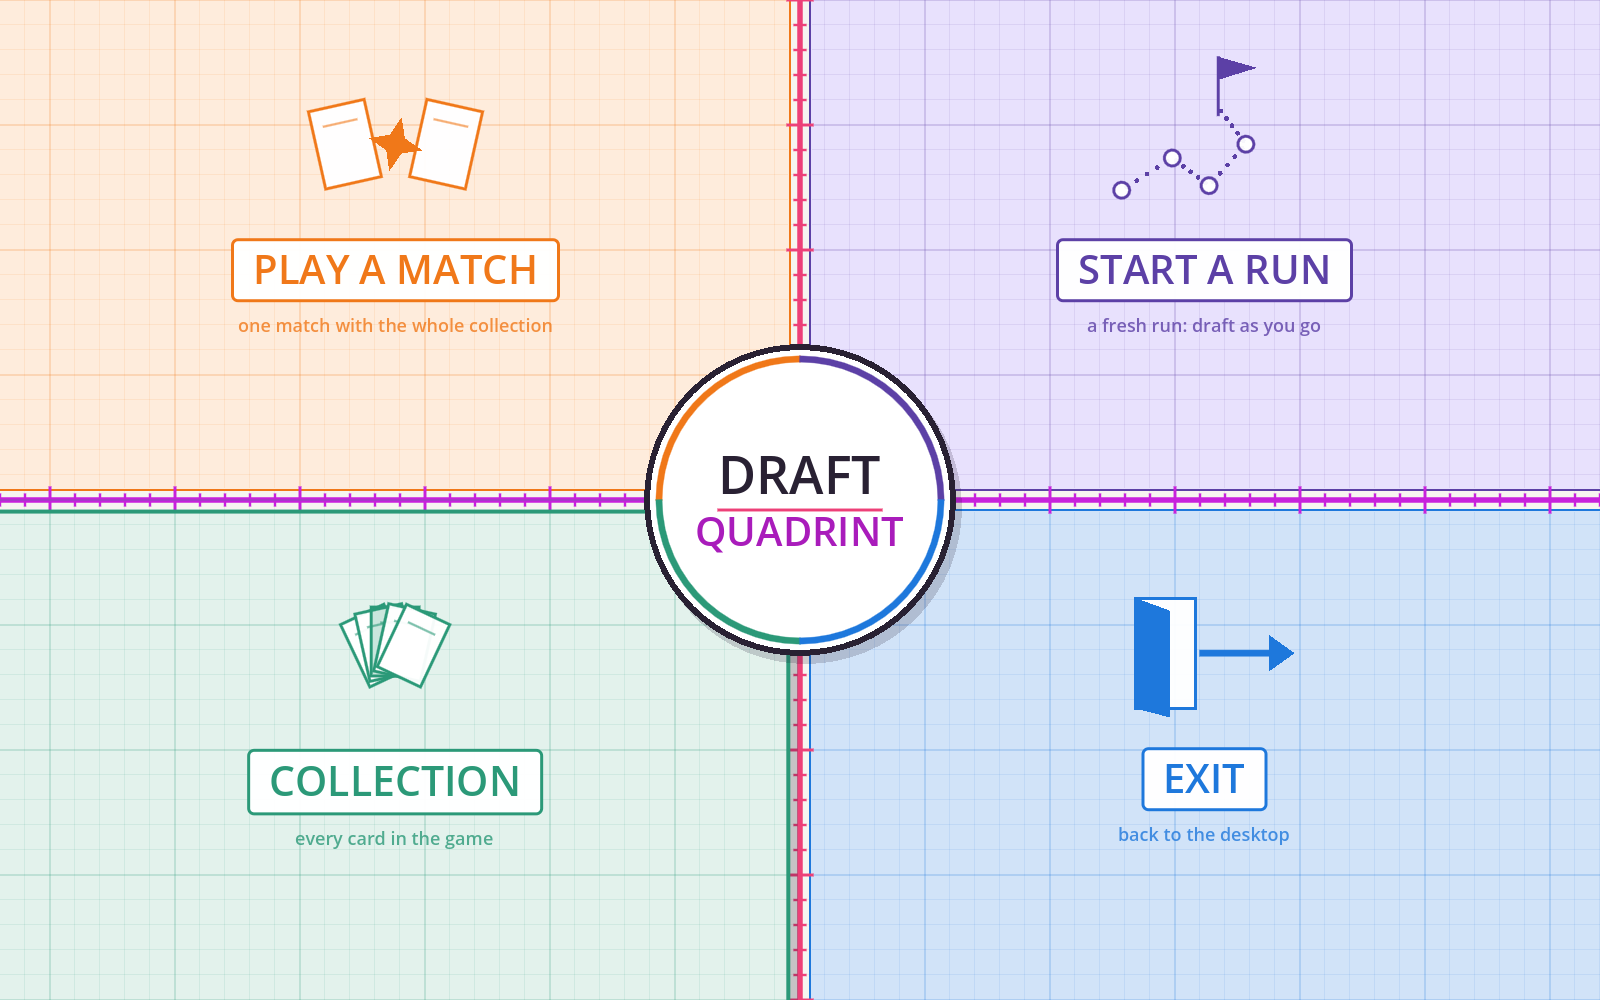 PLAY A MATCH
one match with the whole collection
START A RUN
a fresh run: draft as you go
DRAFT
QUADRINT
COLLECTION
every card in the game
EXIT
back to the desktop